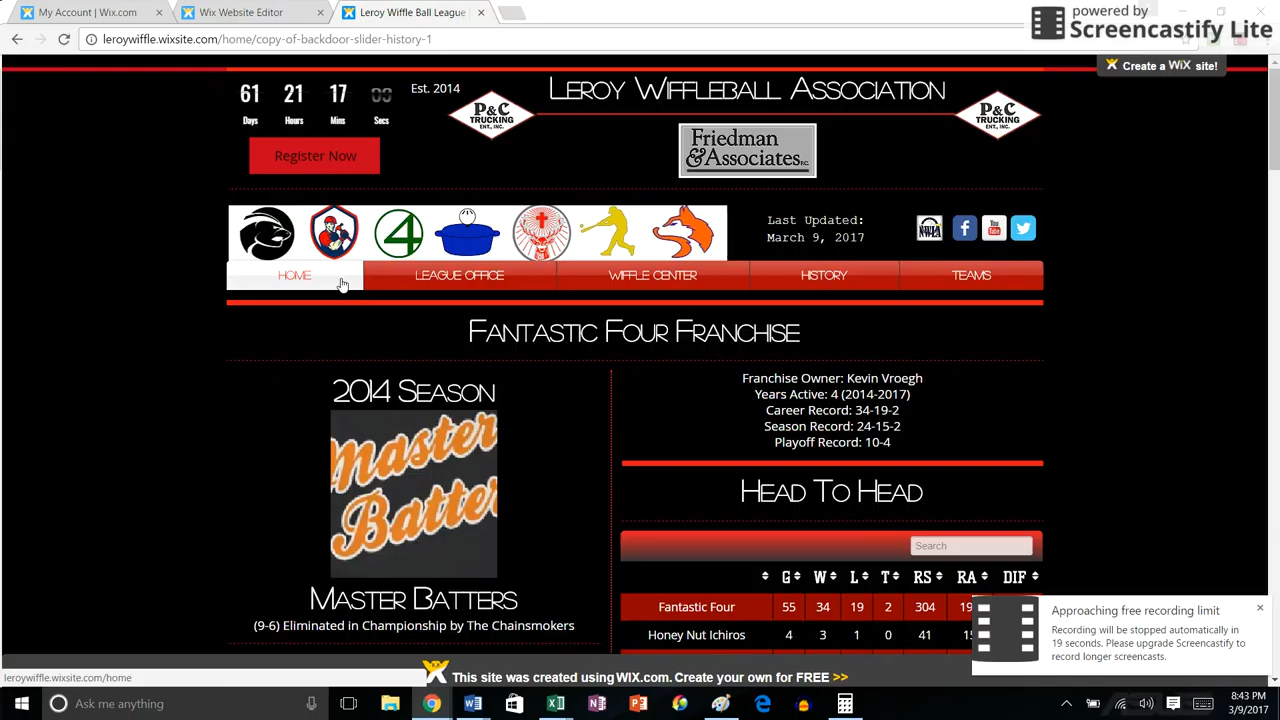 My Account | Wix.com
Wix Website Editor
Leroy Wiffle Ball League |
powered by
Screencastify Lite
leroywiffle.wixsite.com/home/copy-of-backdoor-slider-history-1
Create a WiX site!
61 21 17
Days Hours Mins Secs
Est. 2014
Leroy Wiffleball Association
P&C
TRUCKING
ENT., INC.
P&C
TRUCKING
ENT., INC.
Friedman
&Associates P.C.
Register Now
4
Last Updated:
March 9, 2017
You
Tube
HOME
LEAGUE OFFICE
WIFFLE CENTER
HISTORY
TEAMS
Fantastic Four Franchise
2014 Season
Master
Batter
Master Batters
(9-6) Eliminated in Championship by The Chainsmokers
Franchise Owner: Kevin Vroegh
Years Active: 4 (2014-2017)
Career Record: 34-19-2
Season Record: 24-15-2
Playoff Record: 10-4
Head To Head
Search
G W L T RS RA DIF
Fantastic Four 55 34 19 2 304
Honey Nut Ichiros 4 3 1 0 41
Approaching free recording limit
Recording will be stopped automatically in
19 seconds. Please upgrade Screencastify to
record longer screencasts.
leroywiffle.wixsite.com/home
This site was created using WIX.com. Create your own for FREE >>
Ask me anything
8:43 PM
3/9/2017